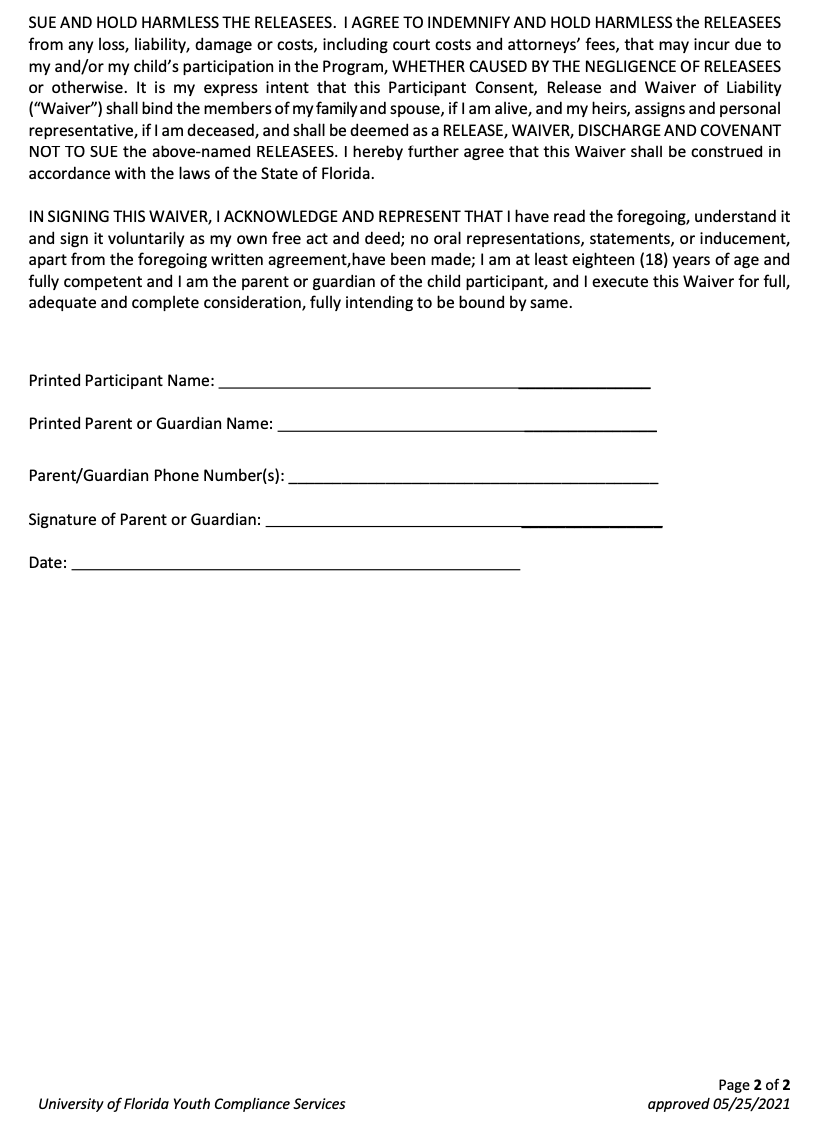 SUE AND HOLD HARMLESS THE RELEASEES. I AGREE TO INDEMNIFY AND HOLD HARMLESS the RELEASEES
from any loss, liability, damage or costs, including court costs and attorneys’ fees, that may incur due to
my and/or my child’s participation in the Program, WHETHER CAUSED BY THE NEGLIGENCE OF RELEASEES
or otherwise. It is my express intent that this Participant Consent, Release and Waiver of Liability
(“Waiver”) shall bind the members of my family and spouse, if I am alive, and my heirs, assigns and personal
representative, if I am deceased, and shall be deemed as a RELEASE, WAIVER, DISCHARGE AND COVENANT
NOT TO SUE the above-named RELEASEES. I hereby further agree that this Waiver shall be construed in
accordance with the laws of the State of Florida.
IN SIGNING THIS WAIVER, I ACKNOWLEDGE AND REPRESENT THAT I have read the foregoing, understand it
and sign it voluntarily as my own free act and deed; no oral representations, statements, or inducement,
apart from the foregoing written agreement,have been made; I am at least eighteen (18) years of age and
fully competent and I am the parent or guardian of the child participant, and I execute this Waiver for full,
adequate and complete consideration, fully intending to be bound by same.
Printed Participant Name:
Printed Parent or Guardian Name:
Parent/Guardian Phone Number(s):
Signature of Parent or Guardian:
Date:
Page 2 of 2
University of Florida Youth Compliance Services approved 05/25/2021